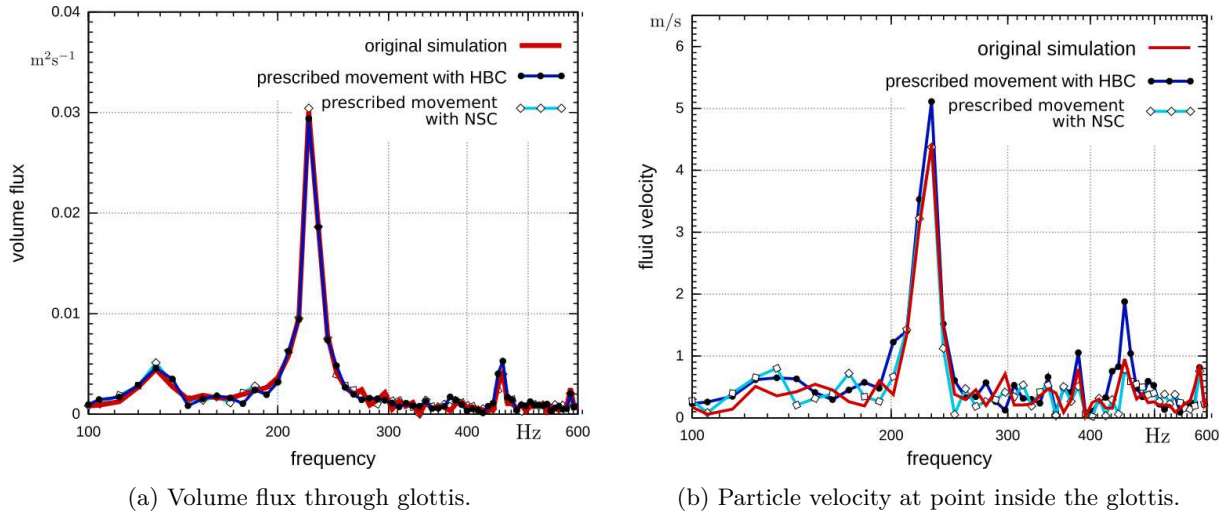 0.04
m²s⁻¹
original simulation
prescribed movement with HBC
prescribed movement
with NSC
0.03
0.02
0.01
0
volume flux
100
200
300
400
Hz
600
frequency
(a) Volume flux through glottis.
m/s
6
original simulation
prescribed movement with HBC
prescribed movement
with NSC
5
4
3
2
1
0
fluid velocity
100
200
300
400
Hz
600
frequency
(b) Particle velocity at point inside the glottis.